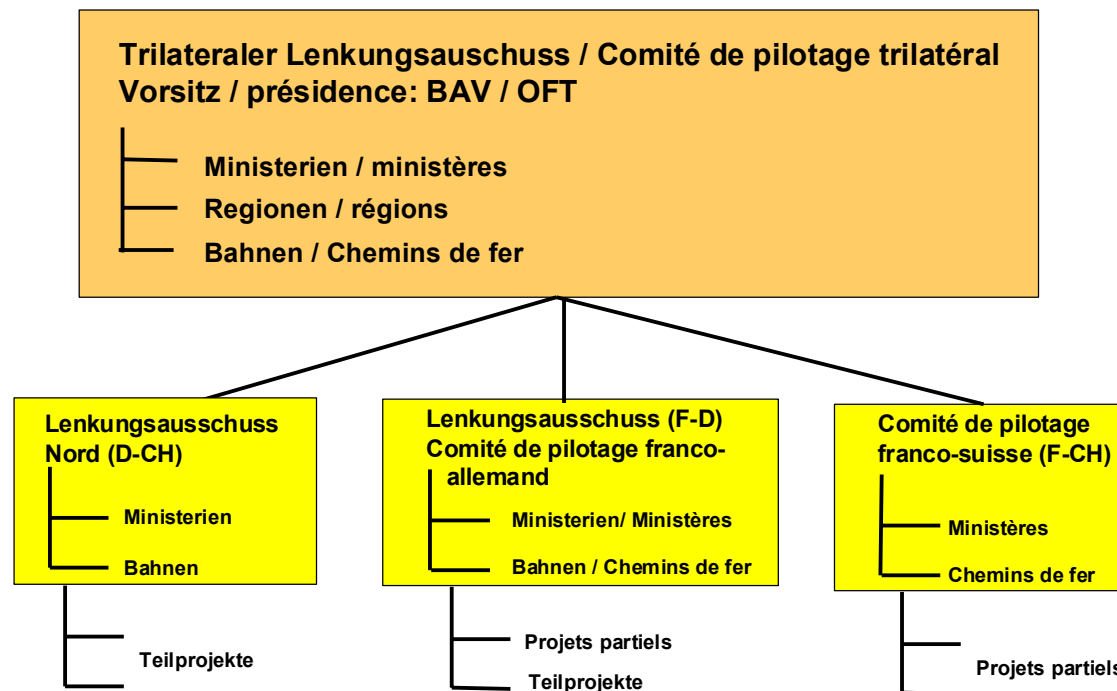 Trilateraler Lenkungsauschuss / Comité de pilotage trilatéral
Vorsitz / présidence: BAV / OFT
Ministerien / ministères
Regionen / régions
Bahnen / Chemins de fer
Lenkungsausschuss
Nord (D-CH)
Ministerien
Bahnen
Teilprojekte
Lenkungsausschuss (F-D)
Comité de pilotage franco-
allemand
Ministerien/ Ministères
Bahnen / Chemins de fer
Projets partiels
Teilprojekte
Comité de pilotage
franco-suisse (F-CH)
Ministères
Chemins de fer
Projets partiels